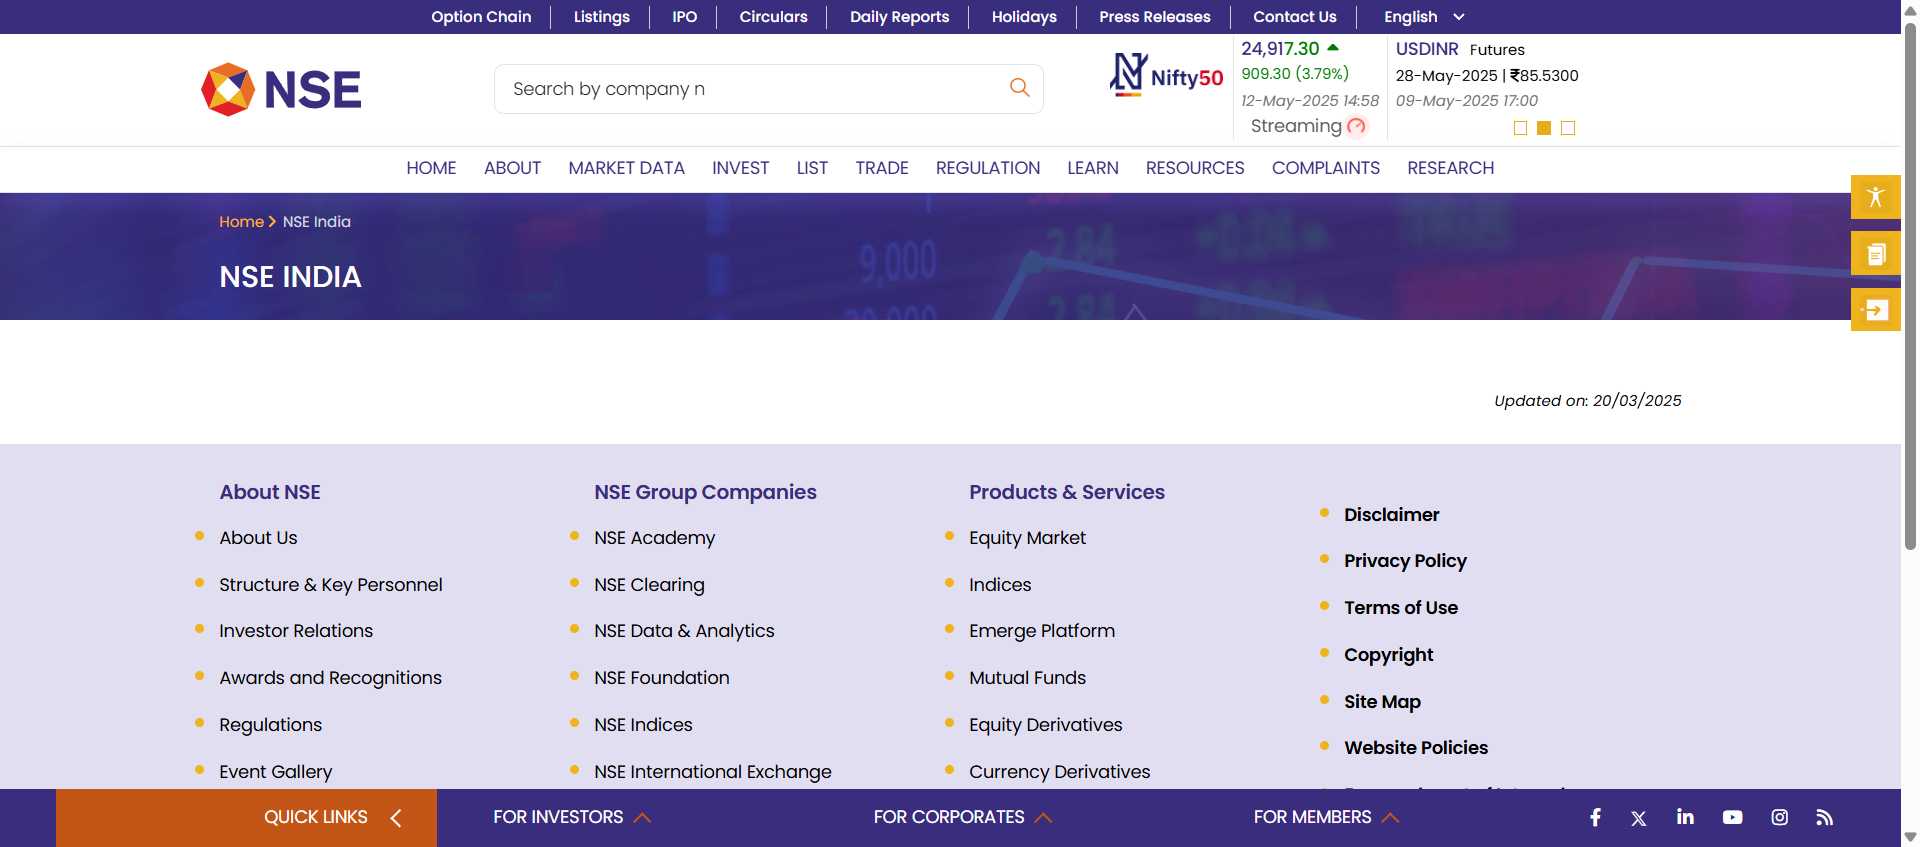 Option Chain Listings IPO Circulars Daily Reports Holidays Press Releases Contact Us English
NSE
Search by company n
Nifty50
24,917.30
909.30 (3.79%)
12-May-2025 14:58
Streaming
USDINR Futures
28-May-2025 | ₹85.5300
09-May-2025 17:00
HOME ABOUT MARKET DATA INVEST LIST TRADE REGULATION LEARN RESOURCES COMPLAINTS RESEARCH
Home NSE India
NSE INDIA
9,000
2.84
Updated on: 20/03/2025
About NSE
About Us
Structure & Key Personnel
Investor Relations
Awards and Recognitions
Regulations
Event Gallery
NSE Group Companies
NSE Academy
NSE Clearing
NSE Data & Analytics
NSE Foundation
NSE Indices
NSE International Exchange
Products & Services
Equity Market
Indices
Emerge Platform
Mutual Funds
Equity Derivatives
Currency Derivatives
Disclaimer
Privacy Policy
Terms of Use
Copyright
Site Map
Website Policies
QUICK LINKS FOR INVESTORS FOR CORPORATES FOR MEMBERS